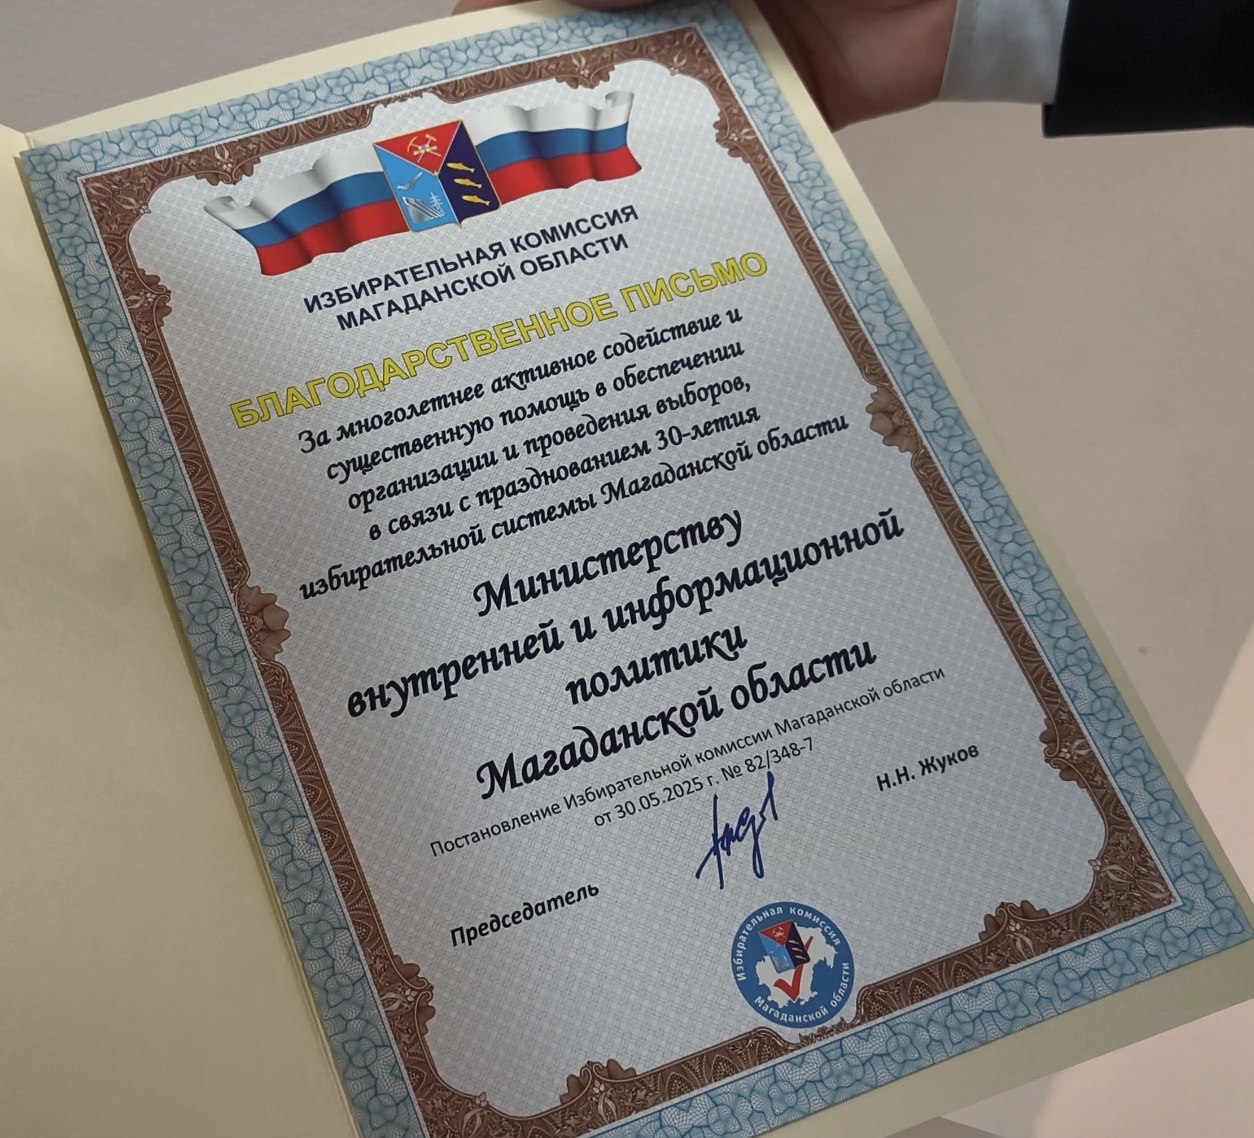 ИЗБИРАТЕЛЬНАЯ КОМИССИЯ
МАГАДАНСКОЙ ОБЛАСТИ
БЛАГОДАРСТВЕННОЕ ПИСЬМО
За многолетнее активное содействие и
существенную помощь в обеспечении
организации и проведения выборов,
в связи с празднованием 30-летия
избирательной системы Магаданской области
Министерству
внутренней и информационной
политики
Магаданской области
Постановление Избирательной комиссии Магаданской области
от 30.05.2025 г. № 82/348-7
Председатель
Н.Н. Жуков
Избирательная комиссия
Магаданской области